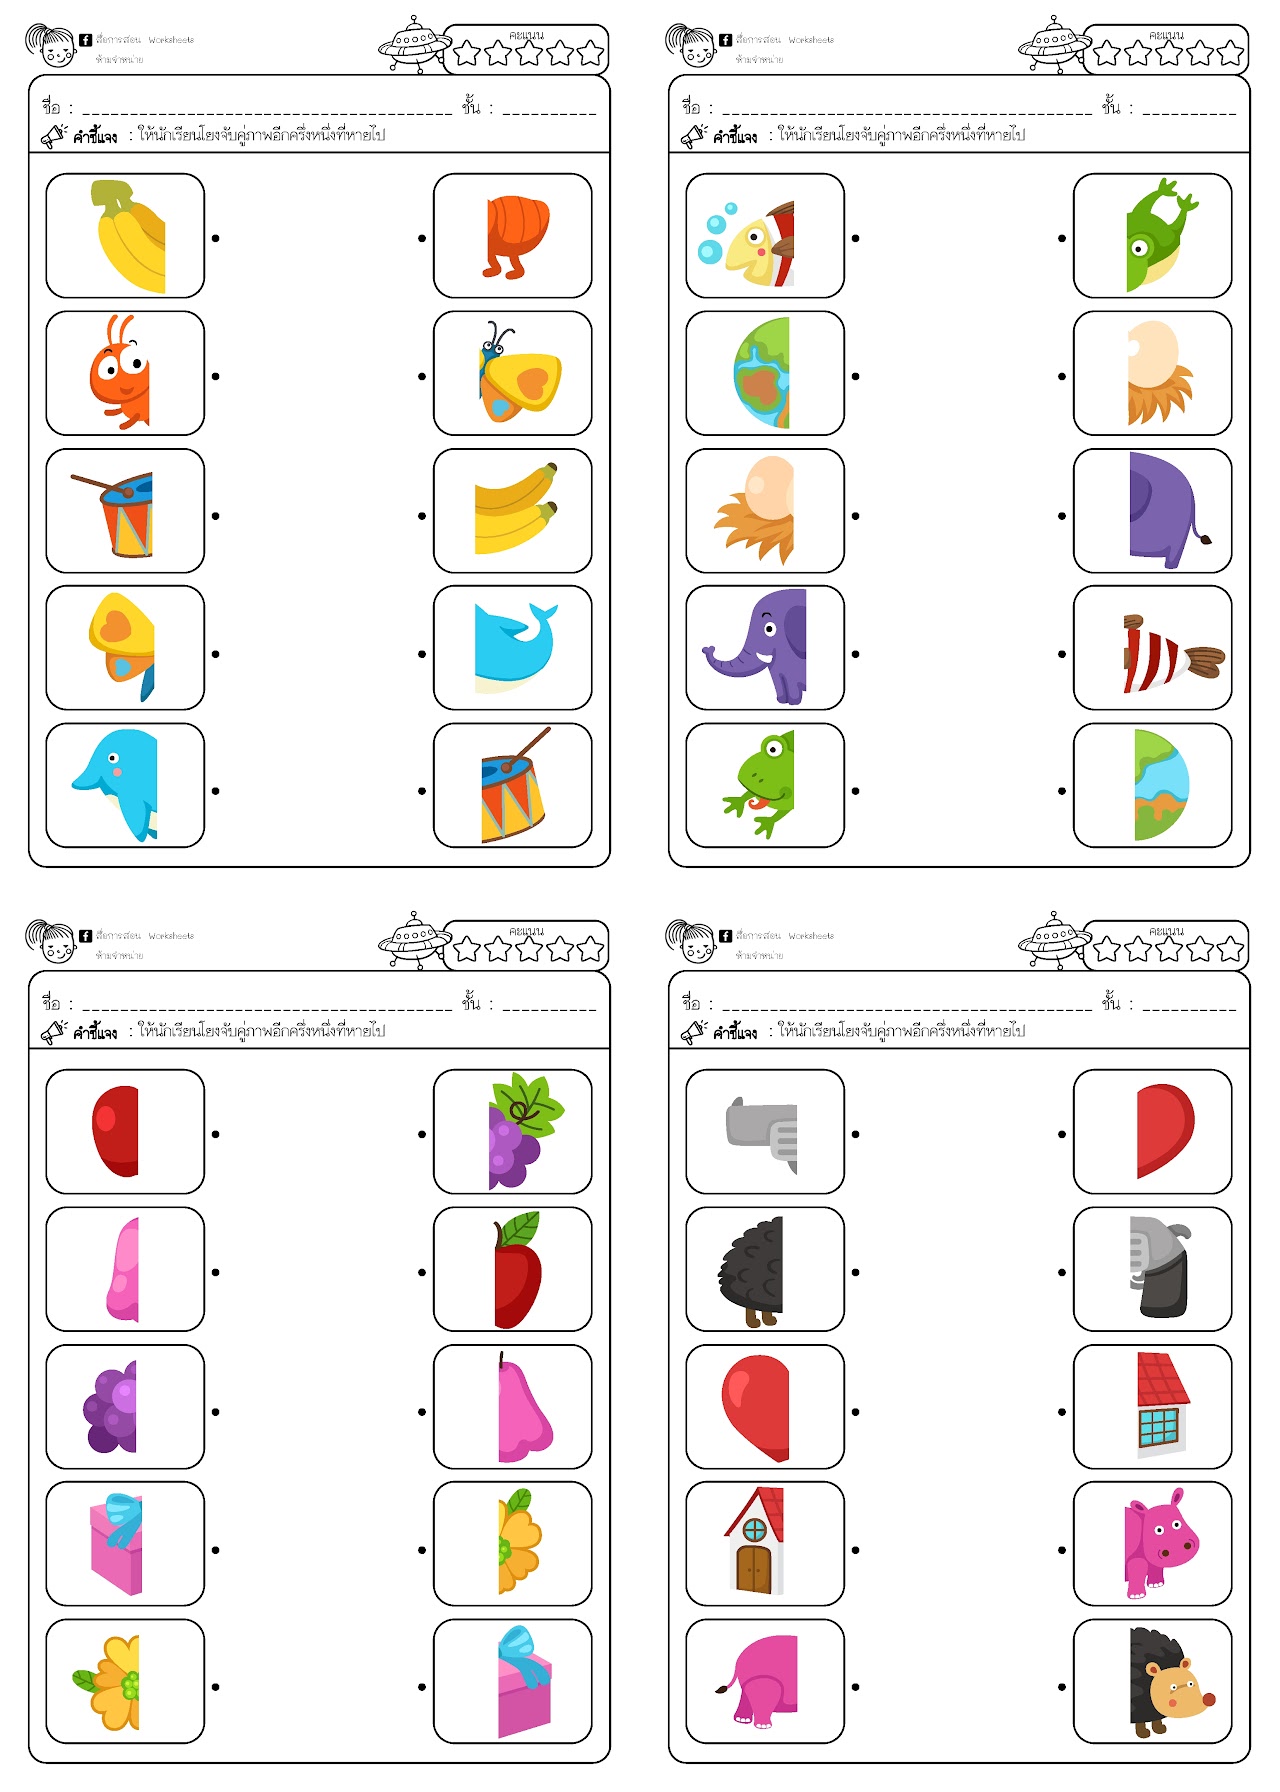 สื่อการสอน Worksheets
ห้ามจำหน่าย
คะแนน
ชื่อ : ชั้น :
คำชี้แจง : ให้นักเรียนโยงจับคู่ภาพอีกครึ่งหนึ่งที่หายไป
สื่อการสอน Worksheets
ห้ามจำหน่าย
คะแนน
ชื่อ : ชั้น :
คำชี้แจง : ให้นักเรียนโยงจับคู่ภาพอีกครึ่งหนึ่งที่หายไป
สื่อการสอน Worksheets
ห้ามจำหน่าย
คะแนน
ชื่อ : ชั้น :
คำชี้แจง : ให้นักเรียนโยงจับคู่ภาพอีกครึ่งหนึ่งที่หายไป
สื่อการสอน Worksheets
ห้ามจำหน่าย
คะแนน
ชื่อ : ชั้น :
คำชี้แจง : ให้นักเรียนโยงจับคู่ภาพอีกครึ่งหนึ่งที่หายไป